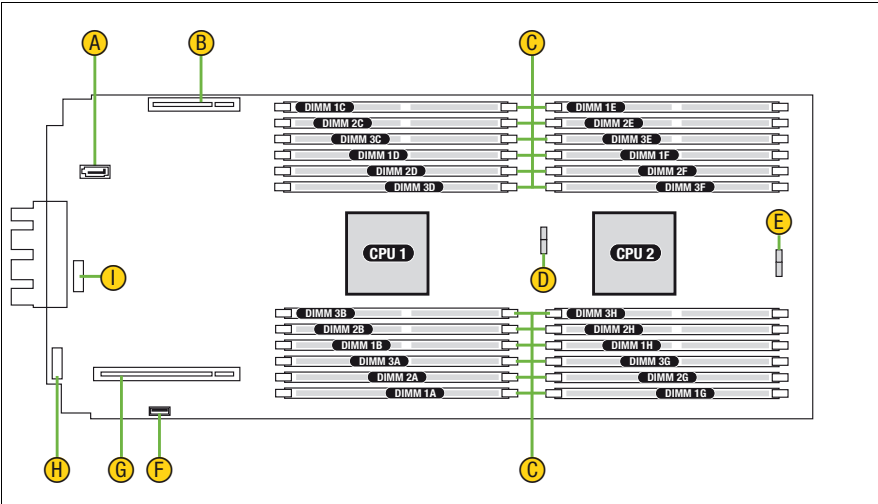 A B C
DIMM 1C DIMM 1E
DIMM 2C DIMM 2E
DIMM 3C DIMM 3E
DIMM 1D DIMM 1F
DIMM 2D DIMM 2F
DIMM 3D DIMM 3F
E
CPU 1 CPU 2
I D
DIMM 3B DIMM 3H
DIMM 2B DIMM 2H
DIMM 1B DIMM 1H
DIMM 3A DIMM 3G
DIMM 2A DIMM 2G
DIMM 1A DIMM 1G
H G F C